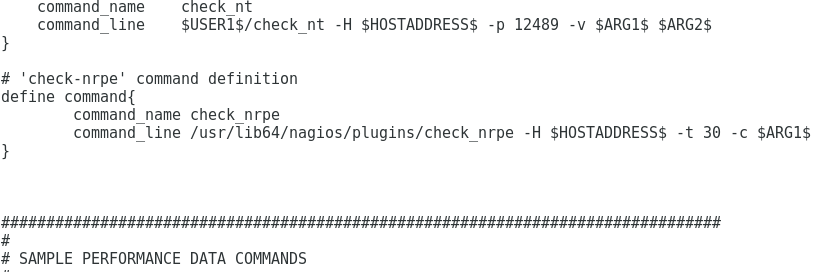 command_name    check_nt
    command_line    $USER1$/check_nt -H $HOSTADDRESS$ -p 12489 -v $ARG1$ $ARG2$
}

# 'check-nrpe' command definition
define command{
        command_name check_nrpe
        command_line /usr/lib64/nagios/plugins/check_nrpe -H $HOSTADDRESS$ -t 30 -c $ARG1$
}

################################################################################
#
# SAMPLE PERFORMANCE DATA COMMANDS
#